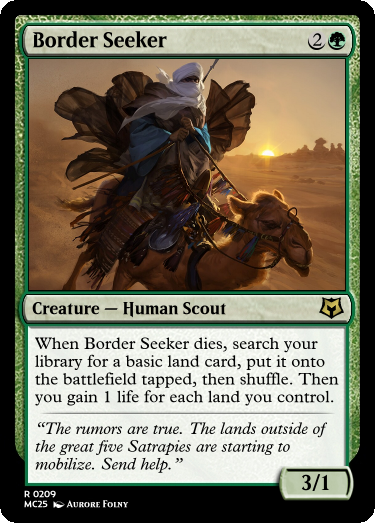 Border Seeker 2
Creature — Human Scout
When Border Seeker dies, search your
library for a basic land card, put it onto
the battlefield tapped, then shuffle. Then
you gain 1 life for each land you control.
“The rumors are true. The lands outside of
the great five Satrapies are starting to
mobilize. Send help.”
3/1
R 0209
MC25 Aurore Folny